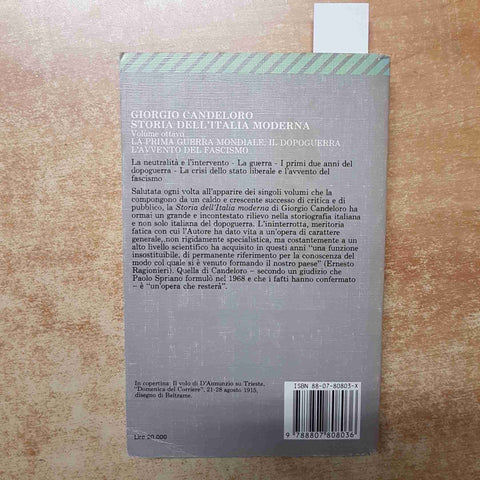 GIORGIO CANDELORO
STORIA DELL'ITALIA MODERNA
Volume ottavo
LA PRIMA GUERRA MONDIALE, IL DOPOGUERRA
L'AVVENTO DEL FASCISMO
La neutralità e l'intervento - La guerra - I primi due anni del
dopoguerra - La crisi dello stato liberale e l'avvento del
fascismo
Salutata ogni volta all'apparire dei singoli volumi che la
compongono da un caldo e crescente successo di critica e di
pubblico, la Storia dell'Italia moderna di Giorgio Candeloro ha
ormai un grande e incontestato rilievo nella storiografia italiana
e non solo italiana del dopoguerra. L'ininterrotta, meritoria
fatica con cui l'Autore ha dato vita a un'opera di carattere
generale, non rigidamente specialistica, ma costantemente a un
alto livello scientifico ha acquisito in questi anni "una funzione
insostituibile, di permanente riferimento per la conoscenza del
modo col quale si è venuto formando il nostro paese" (Ernesto
Ragionieri). Quella di Candeloro – secondo un giudizio che
Paolo Spriano formulò nel 1968 e che i fatti hanno confermato
– è "un'opera che resterà".
In copertina: Il volo di D'Annunzio su Trieste,
"Domenica del Corriere", 21-28 agosto 1915,
disegno di Beltrame.
Lire 20.000
ISBN 88-07-80803-X
9 788807 808036